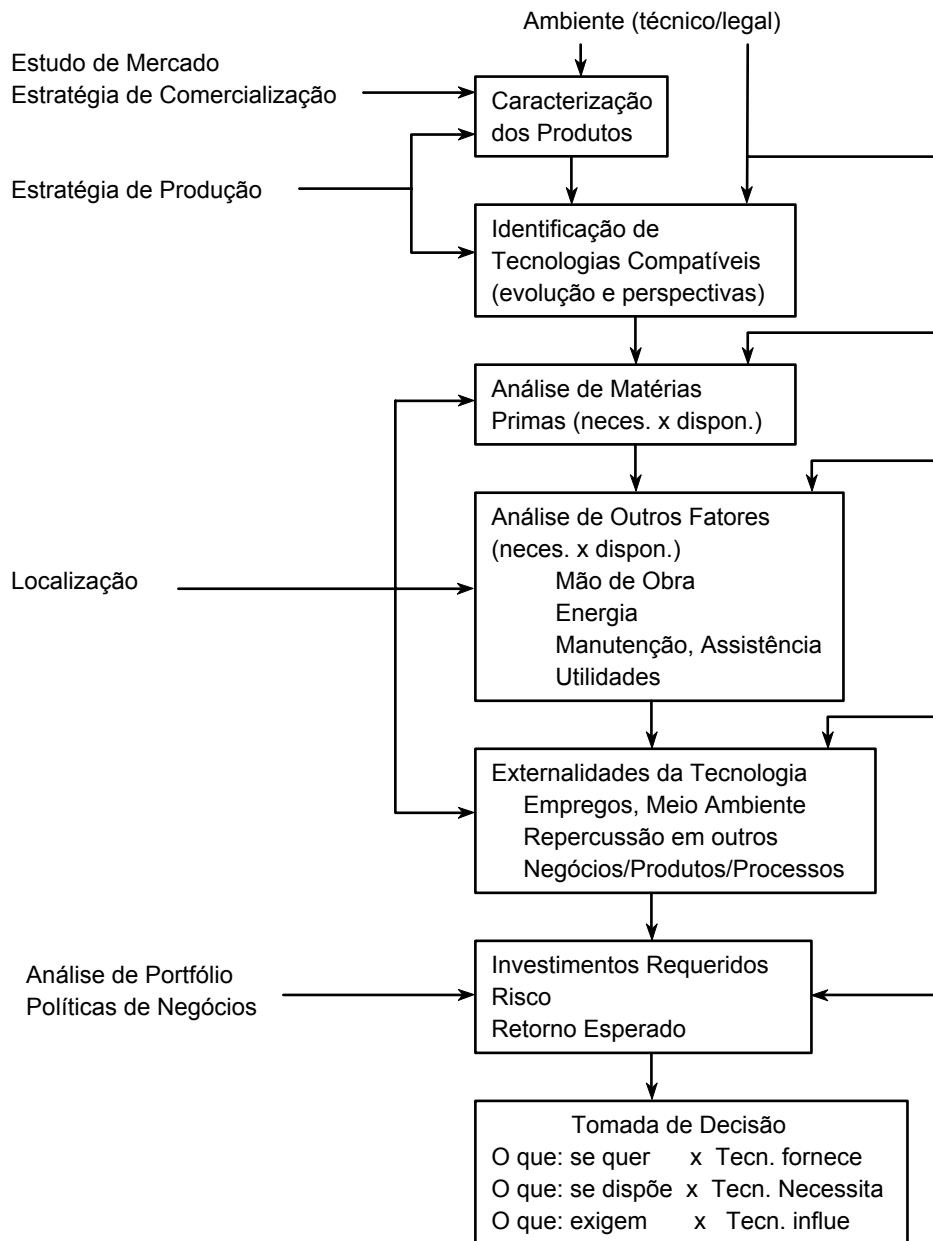 Ambiente (técnico/legal)
Estudo de Mercado
Estratégia de Comercialização
Caracterização
dos Produtos
Estratégia de Produção
Identificação de
Tecnologias Compatíveis
(evolução e perspectivas)
Análise de Matérias
Primas (neces. x dispon.)
Análise de Outros Fatores
(neces. x dispon.)
Mão de Obra
Energia
Manutenção, Assistência
Utilidades
Localização
Externalidades da Tecnologia
Empregos, Meio Ambiente
Repercussão em outros
Negócios/Produtos/Processos
Análise de Portfólio
Políticas de Negócios
Investimentos Requeridos
Risco
Retorno Esperado
Tomada de Decisão
O que: se quer x Tecn. fornece
O que: se dispõe x Tecn. Necessita
O que: exigem x Tecn. influe